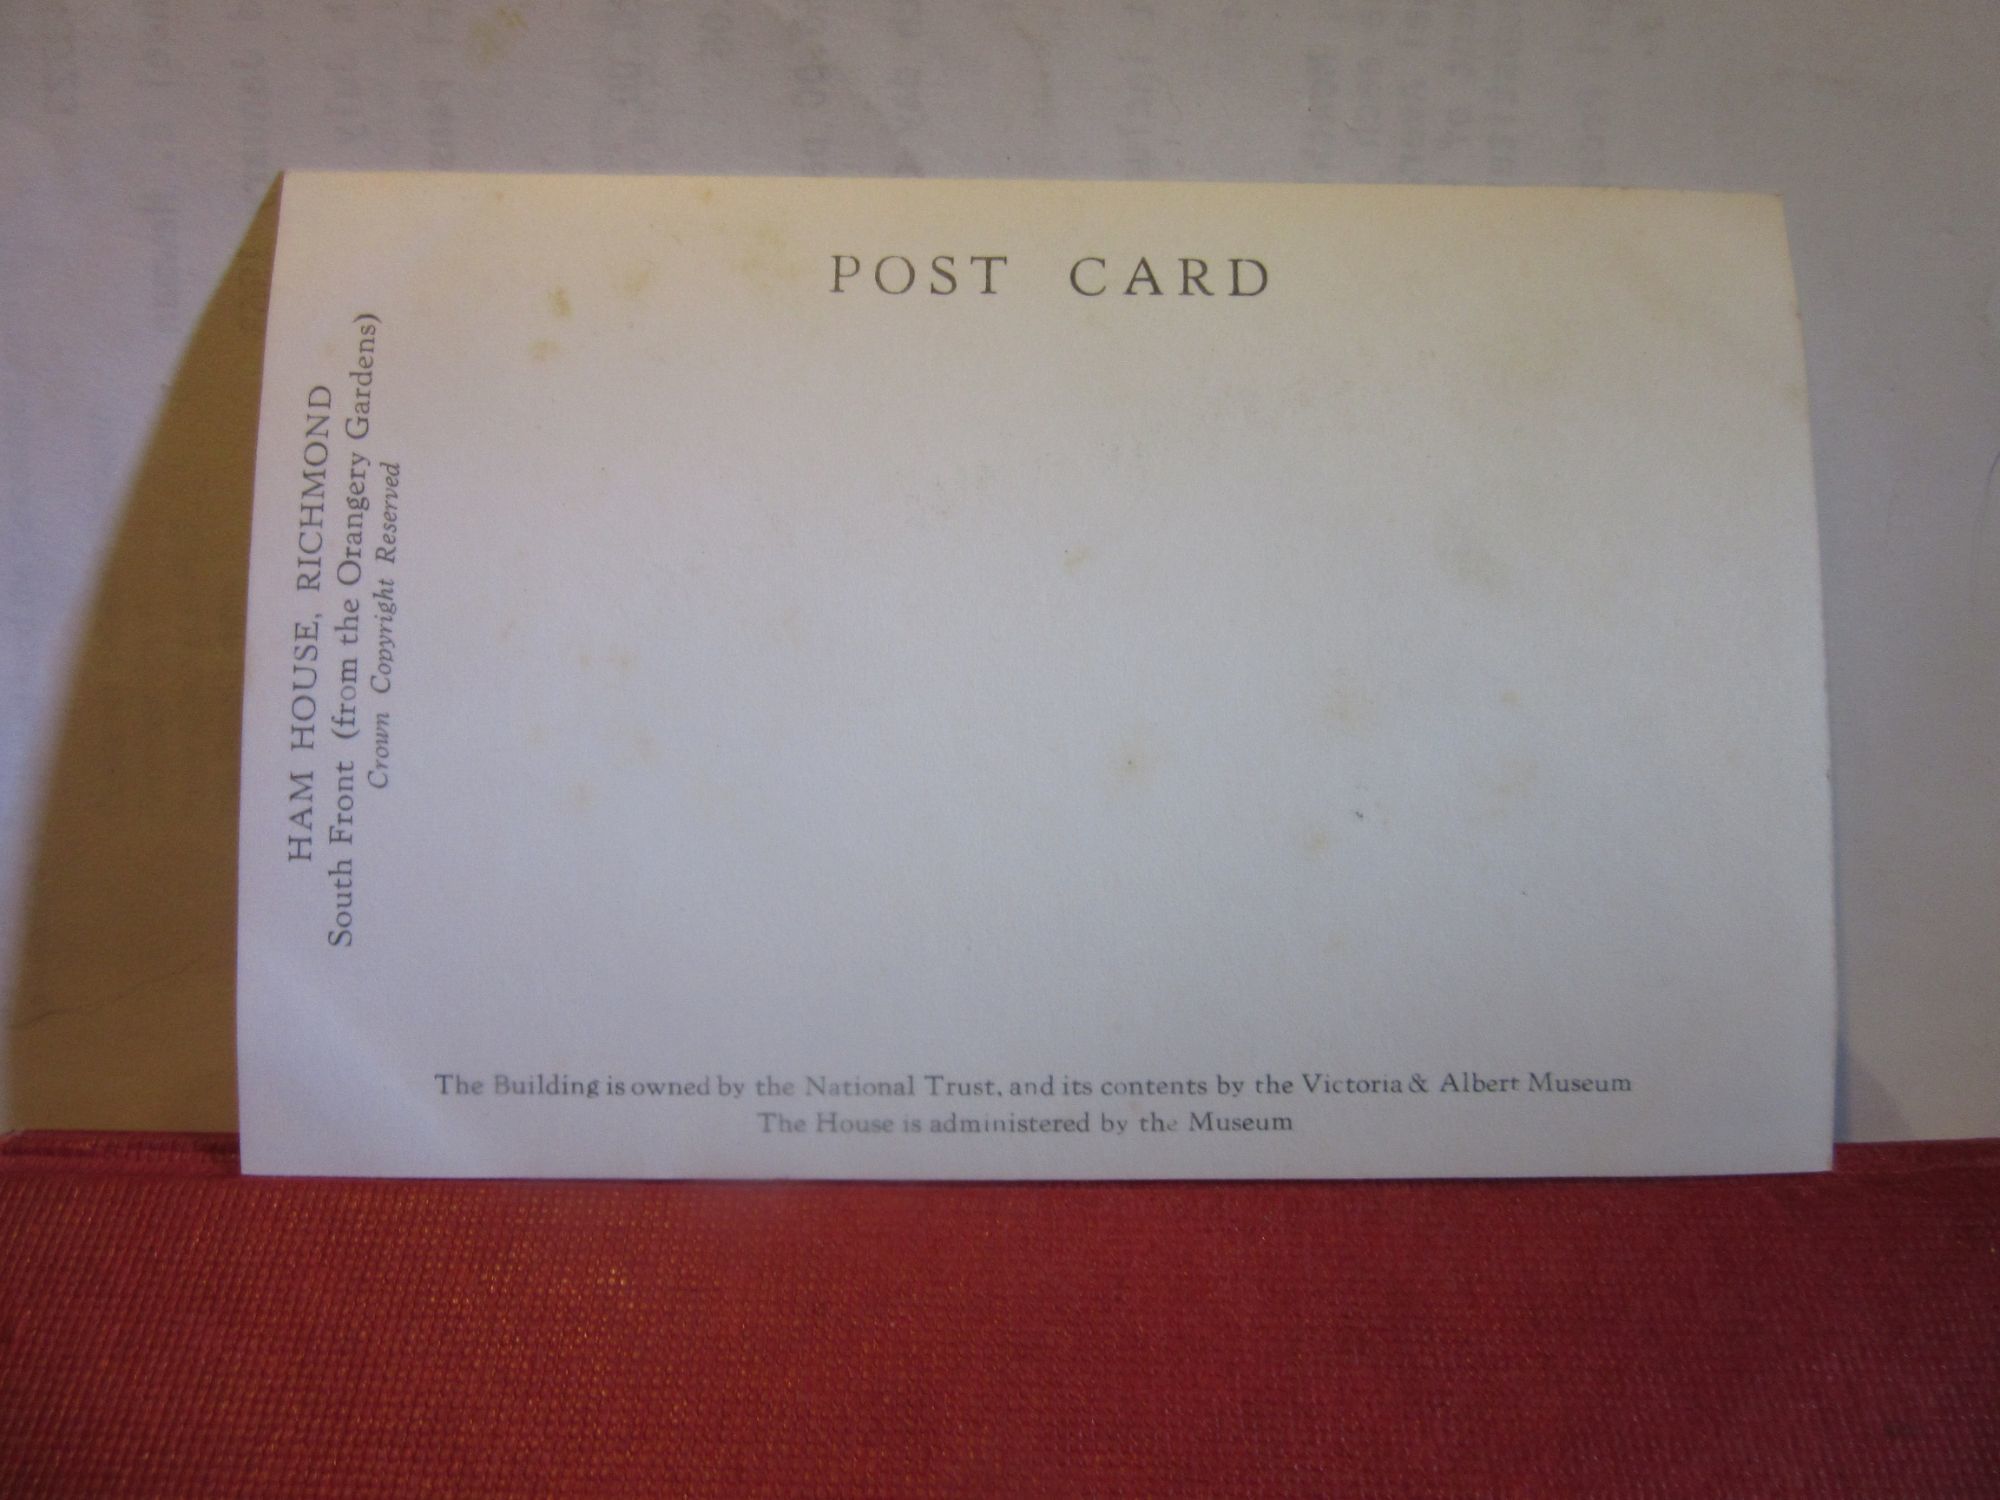 POST CARD
HAM HOUSE, RICHMOND
South Front (from the Orangery Gardens)
Crown Copyright Reserved
The Building is owned by the National Trust, and its contents by the Victoria & Albert Museum
The House is administered by the Museum